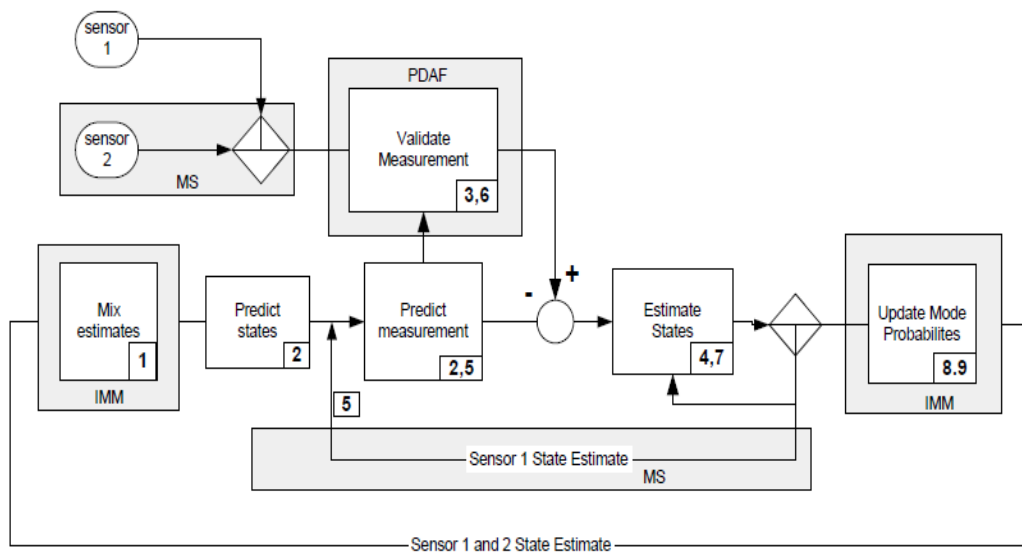 sensor
1
PDAF
Validate
Measurement
3,6
sensor
2
MS
Mix
estimates
1
IMM
Predict
states
2
Predict
measurement
2,5
-
+
Estimate
States
4,7
Update Mode
Probabilites
8.9
IMM
5
Sensor 1 State Estimate
MS
Sensor 1 and 2 State Estimate